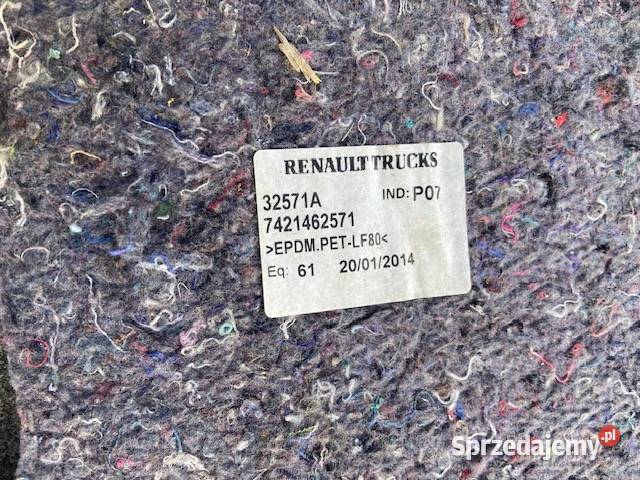 RENAULT TRUCKS
32571A IND: P07
7421462571
>EPDM.PET-LF80<
Eq: 61 20/01/2014
Sprzedajemy.pl